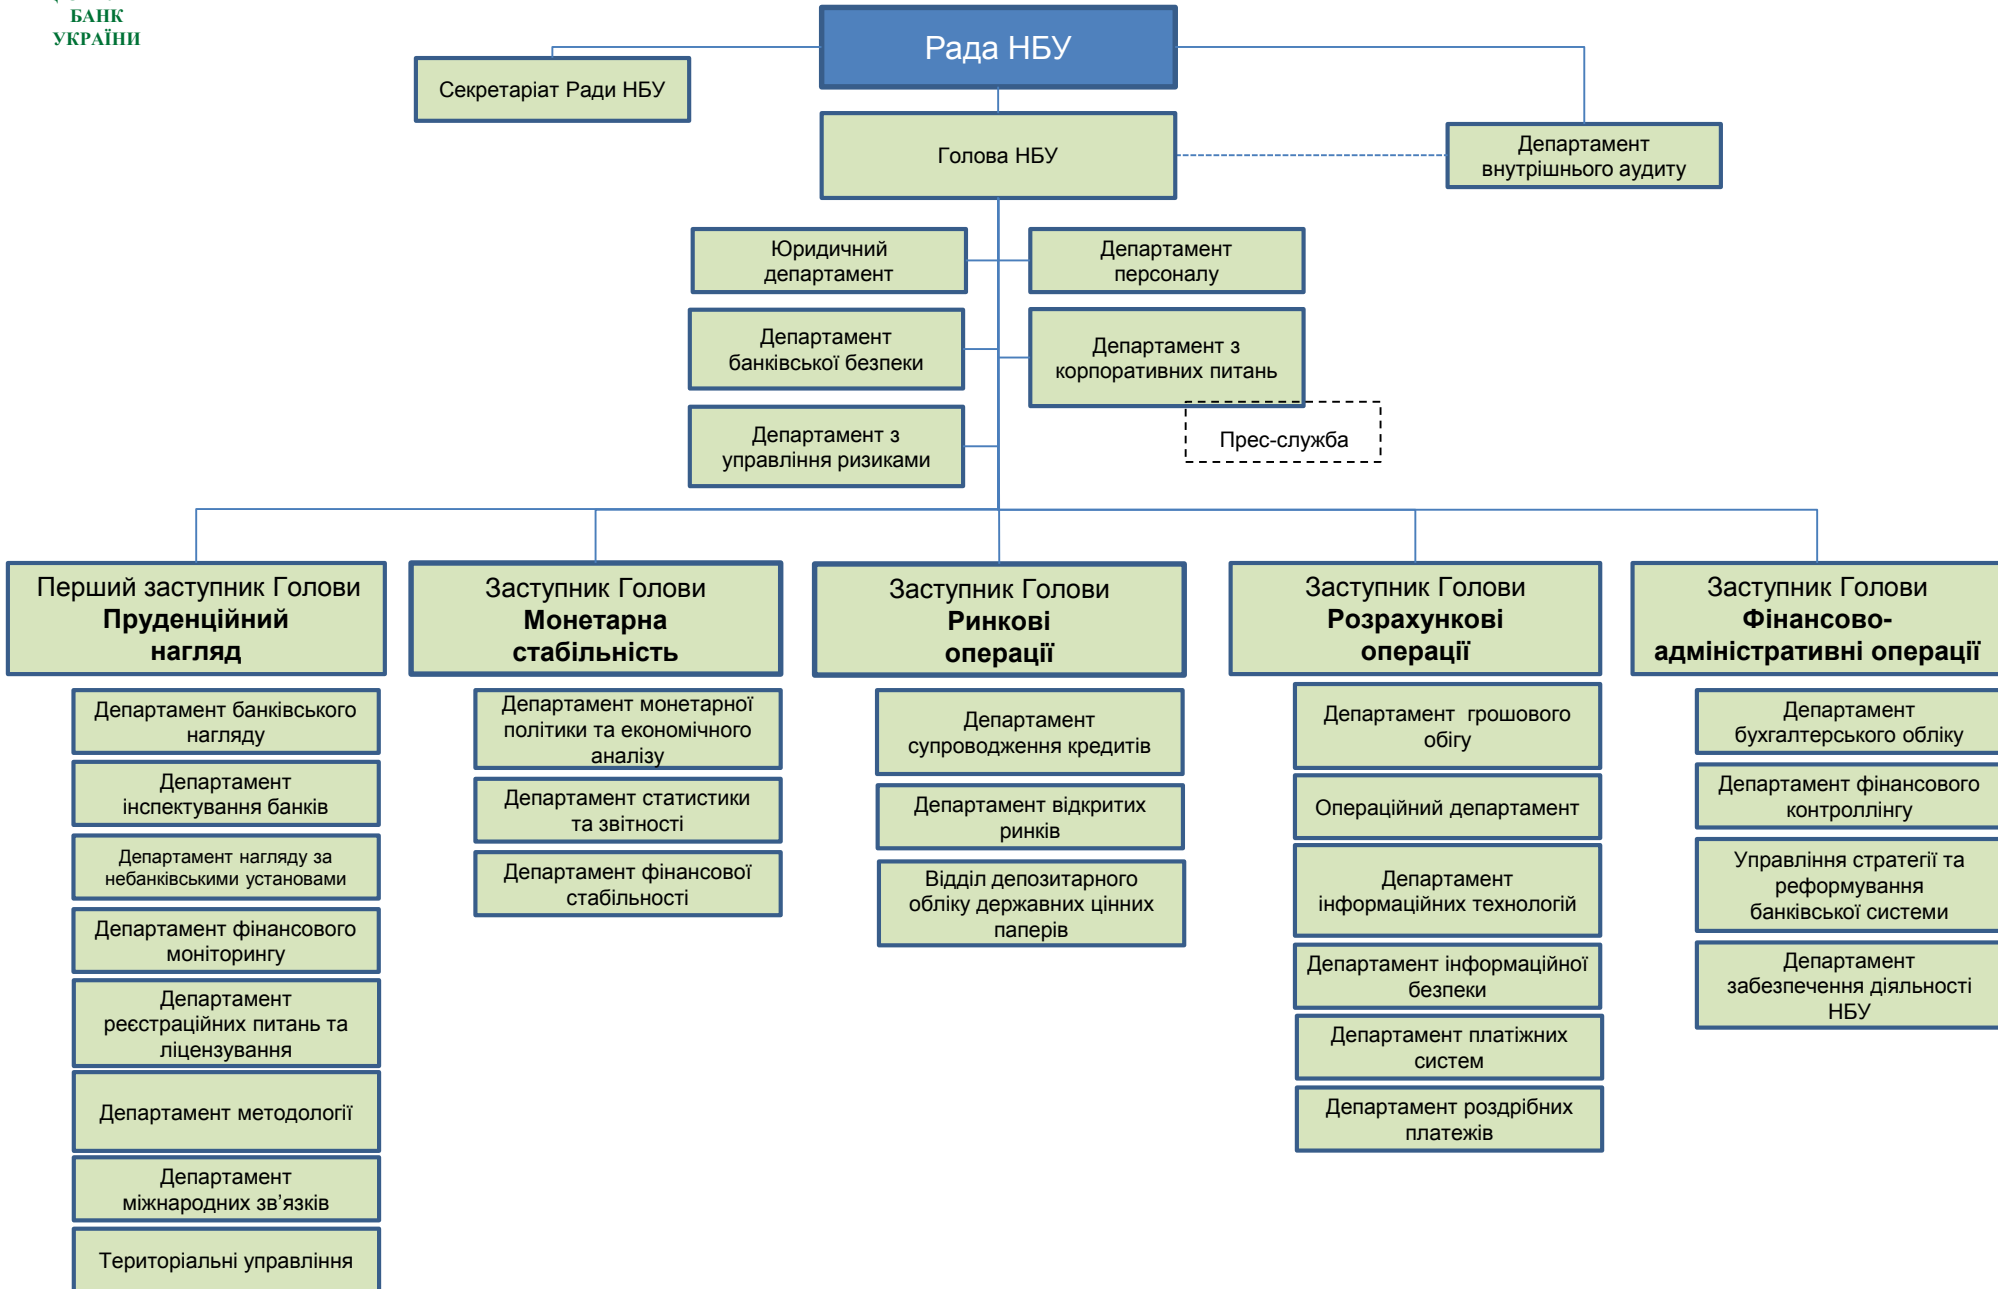 БАНК
УКРАЇНИ
Рада НБУ
Секретаріат Ради НБУ
Голова НБУ
Департамент
внутрішнього аудиту
Юридичний
департамент
Департамент
персоналу
Департамент
банківської безпеки
Департамент з
корпоративних питань
Прес-служба
Департамент з
управління ризиками
Перший заступник Голови
Пруденційний
нагляд
Департамент банківського
нагляду
Департамент
інспектування банків
Департамент нагляду за
небанківськими установами
Департамент фінансового
моніторингу
Департамент
реєстраційних питань та
ліцензування
Департамент методології
Департамент
міжнародних зв’язків
Територіальні управління
Заступник Голови
Монетарна
стабільність
Департамент монетарної
політики та економічного
аналізу
Департамент статистики
та звітності
Департамент фінансової
стабільності
Заступник Голови
Ринкові
операції
Департамент
супроводження кредитів
Департамент відкритих
ринків
Відділ депозитарного
обліку державних цінних
паперів
Заступник Голови
Розрахункові
операції
Департамент грошового
обігу
Операційний департамент
Департамент
інформаційних технологій
Департамент інформаційної
безпеки
Департамент платіжних
систем
Департамент роздрібних
платежів
Заступник Голови
Фінансово-
адміністративні операції
Департамент
бухгалтерського обліку
Департамент фінансового
контроллінгу
Управління стратегії та
реформування
банківської системи
Департамент
забезпечення діяльності
НБУ